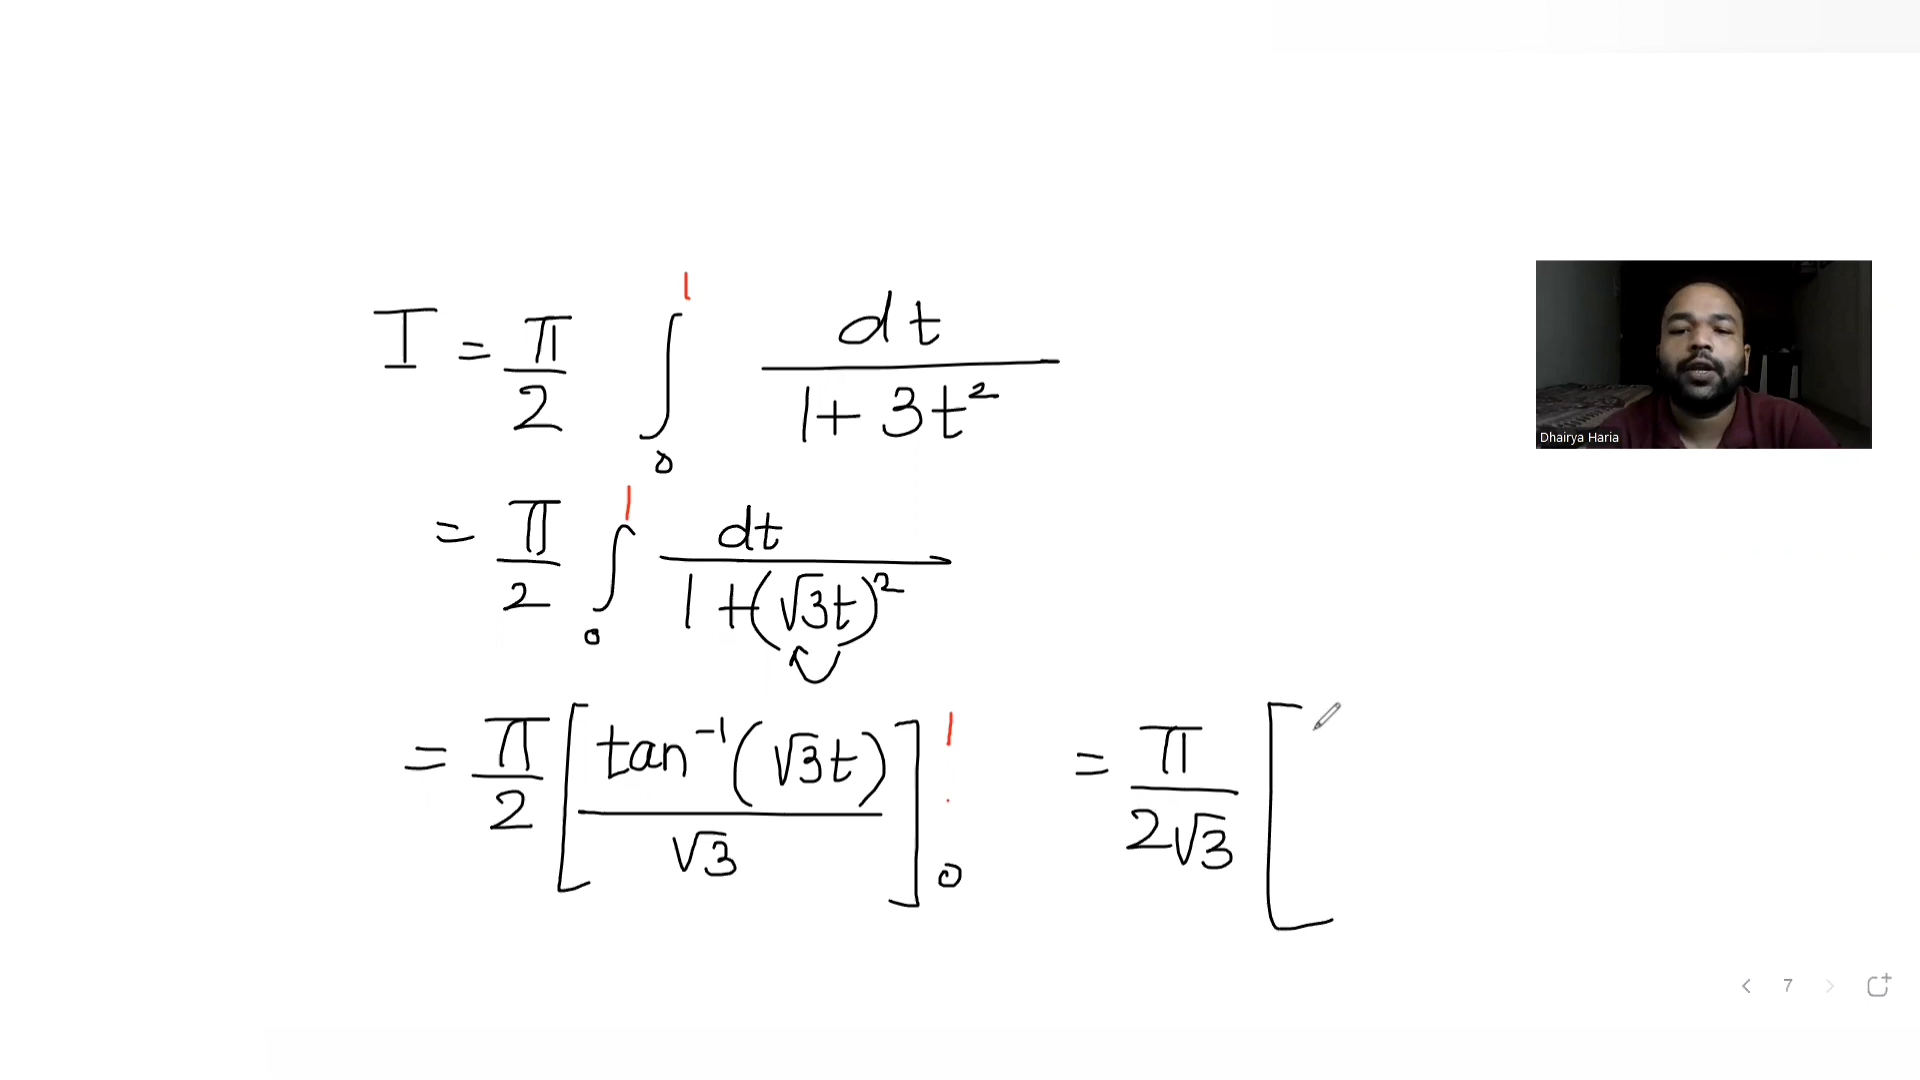 I = π/2 ∫₀¹ dt/(1 + 3t²)
= π/2 ∫₀¹ dt/(1 + (√3t)²)
= π/2 [tan⁻¹(√3t)/√3]₀¹ = π/(2√3) [
Dhairya Haria
7